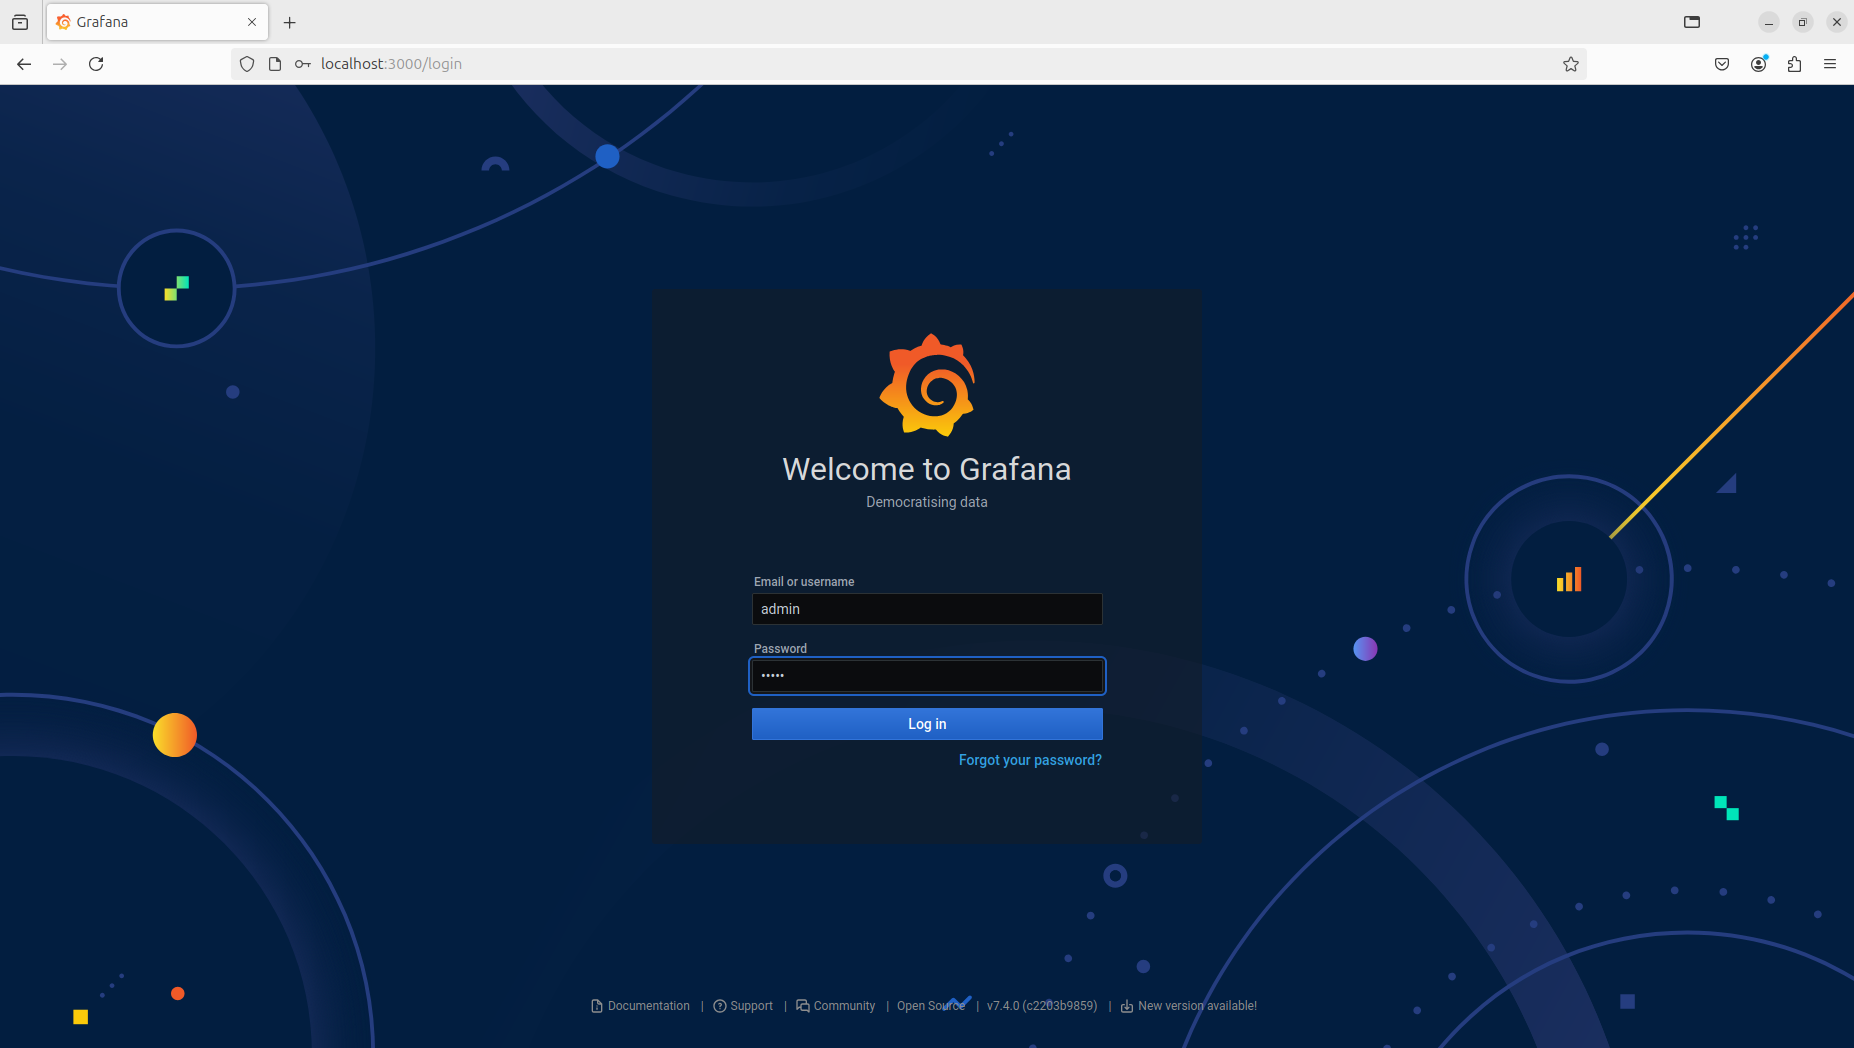 Grafana
localhost:3000/login
Welcome to Grafana
Democratising data
Email or username
admin
Password
•••••
Log in
Forgot your password?
Documentation | Support | Community | Open Source | v7.4.0 (c2203b9859) | New version available!